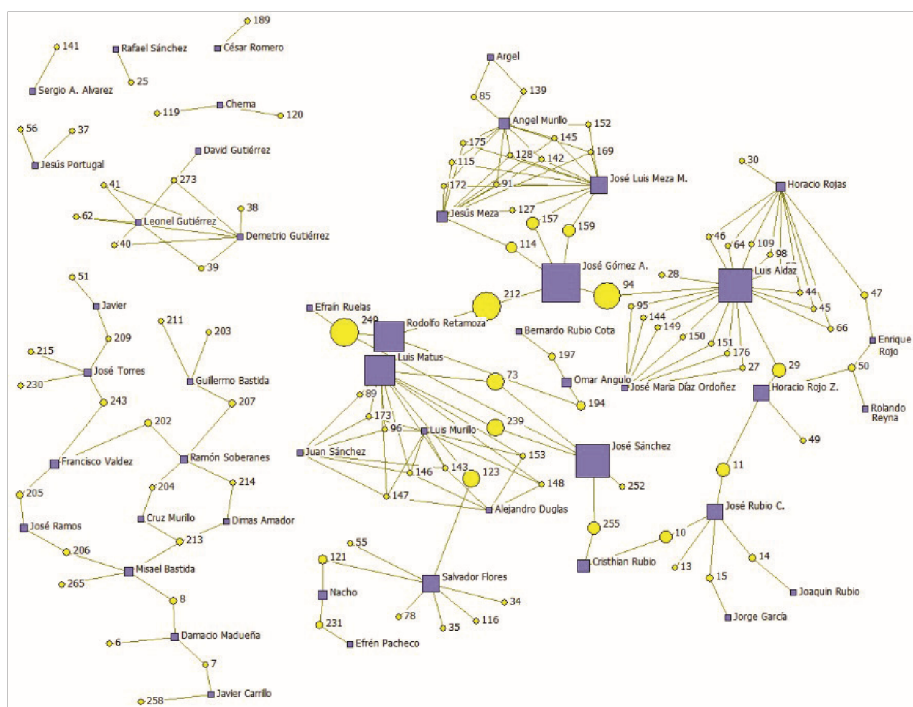 189
141
Rafael Sánchez
César Romero
Argel
25
Sergio A. Alvarez
85
139
Chema
119
120
Angel Murillo
152
56
37
175
145
David Gutiérrez
115
128
142
169
30
Jesús Portugal
41
273
172
91
José Luis Meza M.
Horacio Rojas
38
127
62
Leonel Gutiérrez
Jesús Meza
157
159
46
64
109
40
Demetrio Gutiérrez
114
98
39
José Gómez A.
Luis Aldaz
51
28
94
44
47
Javier
211
203
Efrain Ruelas
212
95
45
249
Rodolfo Retamoza
Bernardo Rubio Cota
144
66
209
149
150
Enrique Rojo
215
Luis Matus
197
151
José Torres
176
230
Guillermo Bastida
73
Omar Angulo
27
29
50
José Maria Díaz Ordoñez
243
207
89
194
Horacio Rojo Z.
Rolando Reyna
202
173
239
96
Luis Murillo
49
Juan Sánchez
153
José Sánchez
Francisco Valdez
Ramón Soberanes
146
143
123
11
205
204
214
147
148
252
José Ramos
Cruz Murillo
Dimas Amador
Alejandro Duglas
José Rubio C.
255
10
206
213
55
121
14
265
Misael Bastida
Cristhian Rubio
13
15
Salvador Flores
Nacho
Joaquin Rubio
8
34
78
35
116
Jorge García
231
6
Damacio Madueña
Efrén Pacheco
7
258
Javier Carrillo